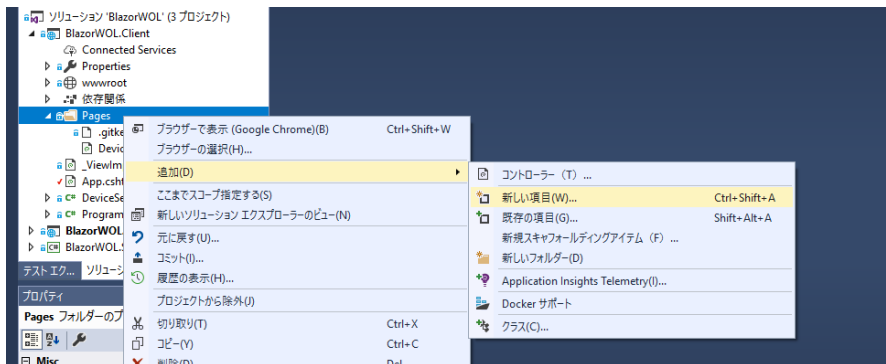 ソリューション 'BlazorWOL' (3 プロジェクト)
BlazorWOL.Client
Connected Services
Properties
wwwroot
依存関係
Pages
.gitke
Devic
_ViewIm
App.csht
C# DeviceSe
C# Program
BlazorWOL
C# BlazorWOL.S
テスト エク... ソリューシ
プロパティ
Pages フォルダーのプ
Misc
ブラウザーで表示 (Google Chrome)(B) Ctrl+Shift+W
ブラウザーの選択(H)...
追加(D)
ここまでスコープ指定する(S)
新しいソリューション エクスプローラーのビュー(N)
元に戻す(U)...
コミット(I)...
履歴の表示(H)...
プロジェクトから除外(J)
切り取り(T) Ctrl+X
コピー(Y) Ctrl+C
削除(D) Del
コントローラー (T) ...
新しい項目(W)... Ctrl+Shift+A
既存の項目(G)... Shift+Alt+A
新規スキャフォールディングアイテム (F) ...
新しいフォルダー(D)
Application Insights Telemetry(I)...
Docker サポート
クラス(C)...